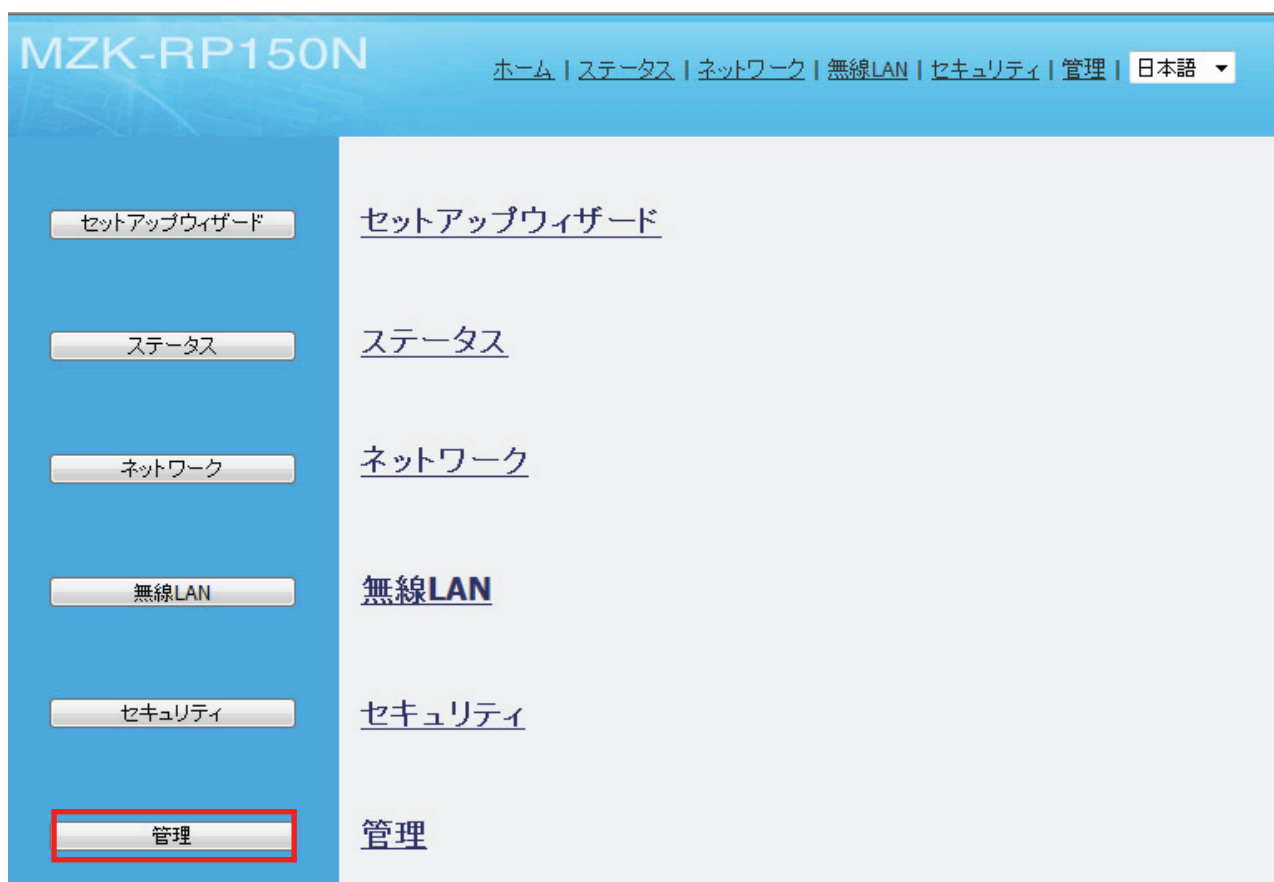 MZK-RP150N
ホーム | ステータス | ネットワーク | 無線LAN | セキュリティ | 管理 | 日本語 ▼
セットアップウィザード セットアップウィザード
ステータス ステータス
ネットワーク ネットワーク
無線LAN 無線LAN
セキュリティ セキュリティ
管理 管理